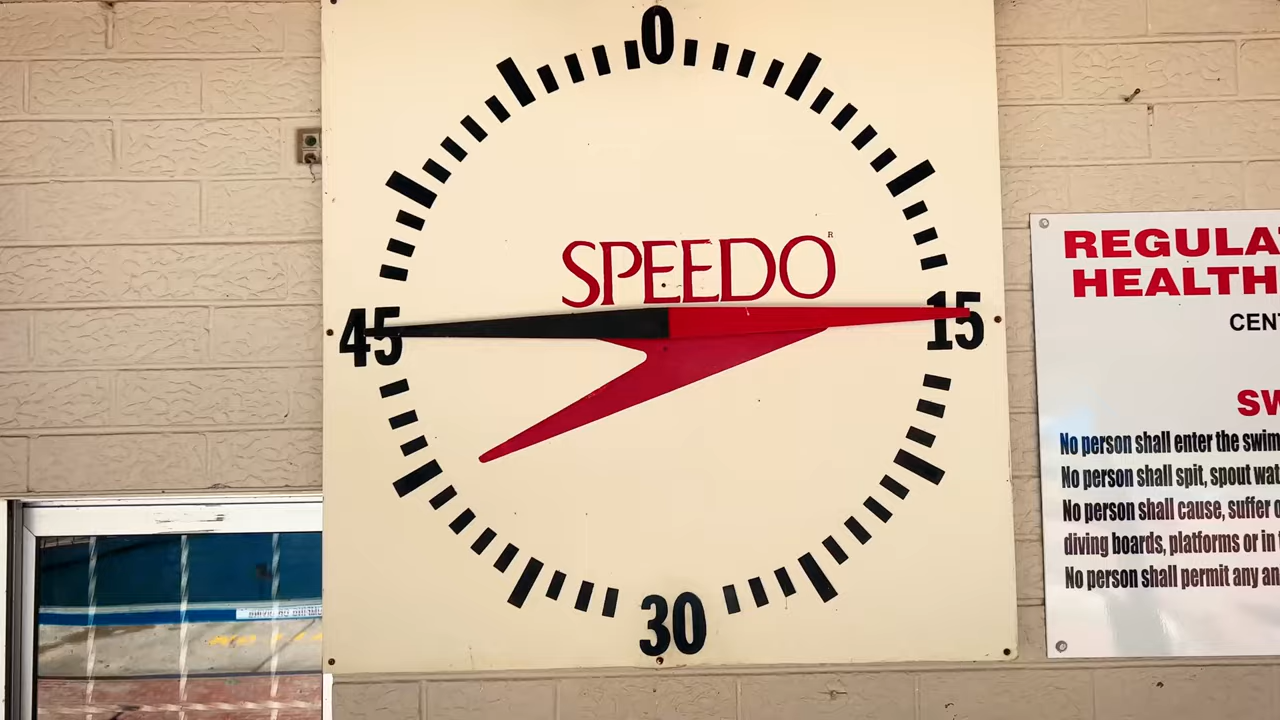 0
SPEEDO®
45
15
30
REGULA
HEALTH
CEN
SW
No person shall enter the swim
No person shall spit, spout wat
No person shall cause, suffer o
diving boards, platforms or in
No person shall permit any an